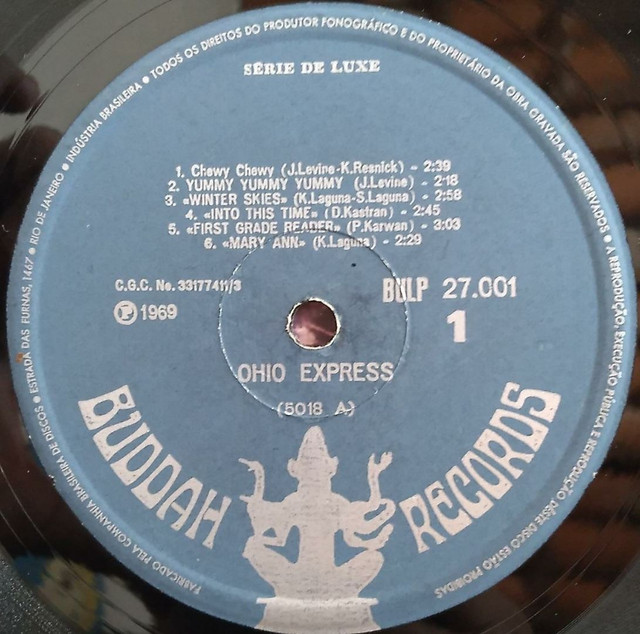 SÉRIE DE LUXE
1. Chewy Chewy (J.Levine-K.Resnick) - 2:39
2. YUMMY YUMMY YUMMY (J.Levine) - 2:18
3. «WINTER SKIES» (K.Laguna-S.Laguna) - 2:58
4. «INTO THIS TIME» (D.Kastran) - 2:45
5. «FIRST GRADE READER» (P.Karwan) - 3:03
6. «MARY ANN» (K.Laguna) - 2:29
C.G.C. No. 33177411/3
℗ 1969
BULP 27.001
1
OHIO EXPRESS
(5018 A)
BUDDAH RECORDS
FABRICADO PELA COMPANHIA BRASILEIRA DE DISCOS • ESTRADA DAS FURNAS, 1467 • RIO DE JANEIRO • INDÚSTRIA BRASILEIRA • TODOS OS DIREITOS DO PRODUTOR FONOGRÁFICO E DO PROPRIETÁRIO DA OBRA GRAVADA SÃO RESERVADOS • A REPRODUÇÃO, EXECUÇÃO PÚBLICA E REPRODUÇÃO DÊSTE DISCO ESTÃO PROIBIDAS